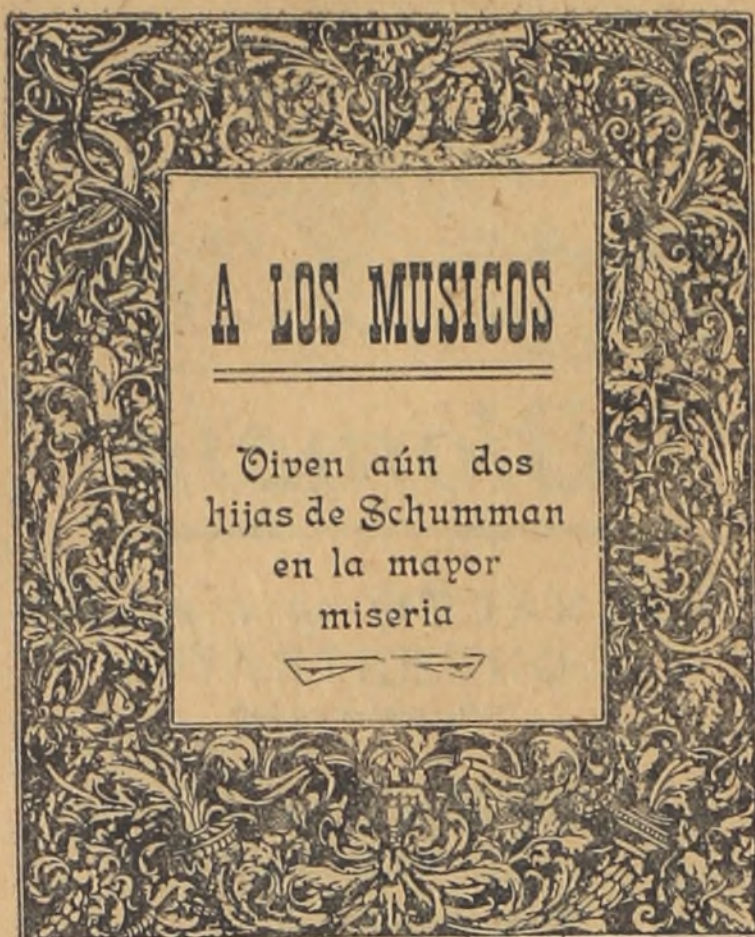 A LOS MUSICOS
Viven aún dos
hijas de Schumman
en la mayor
miseria